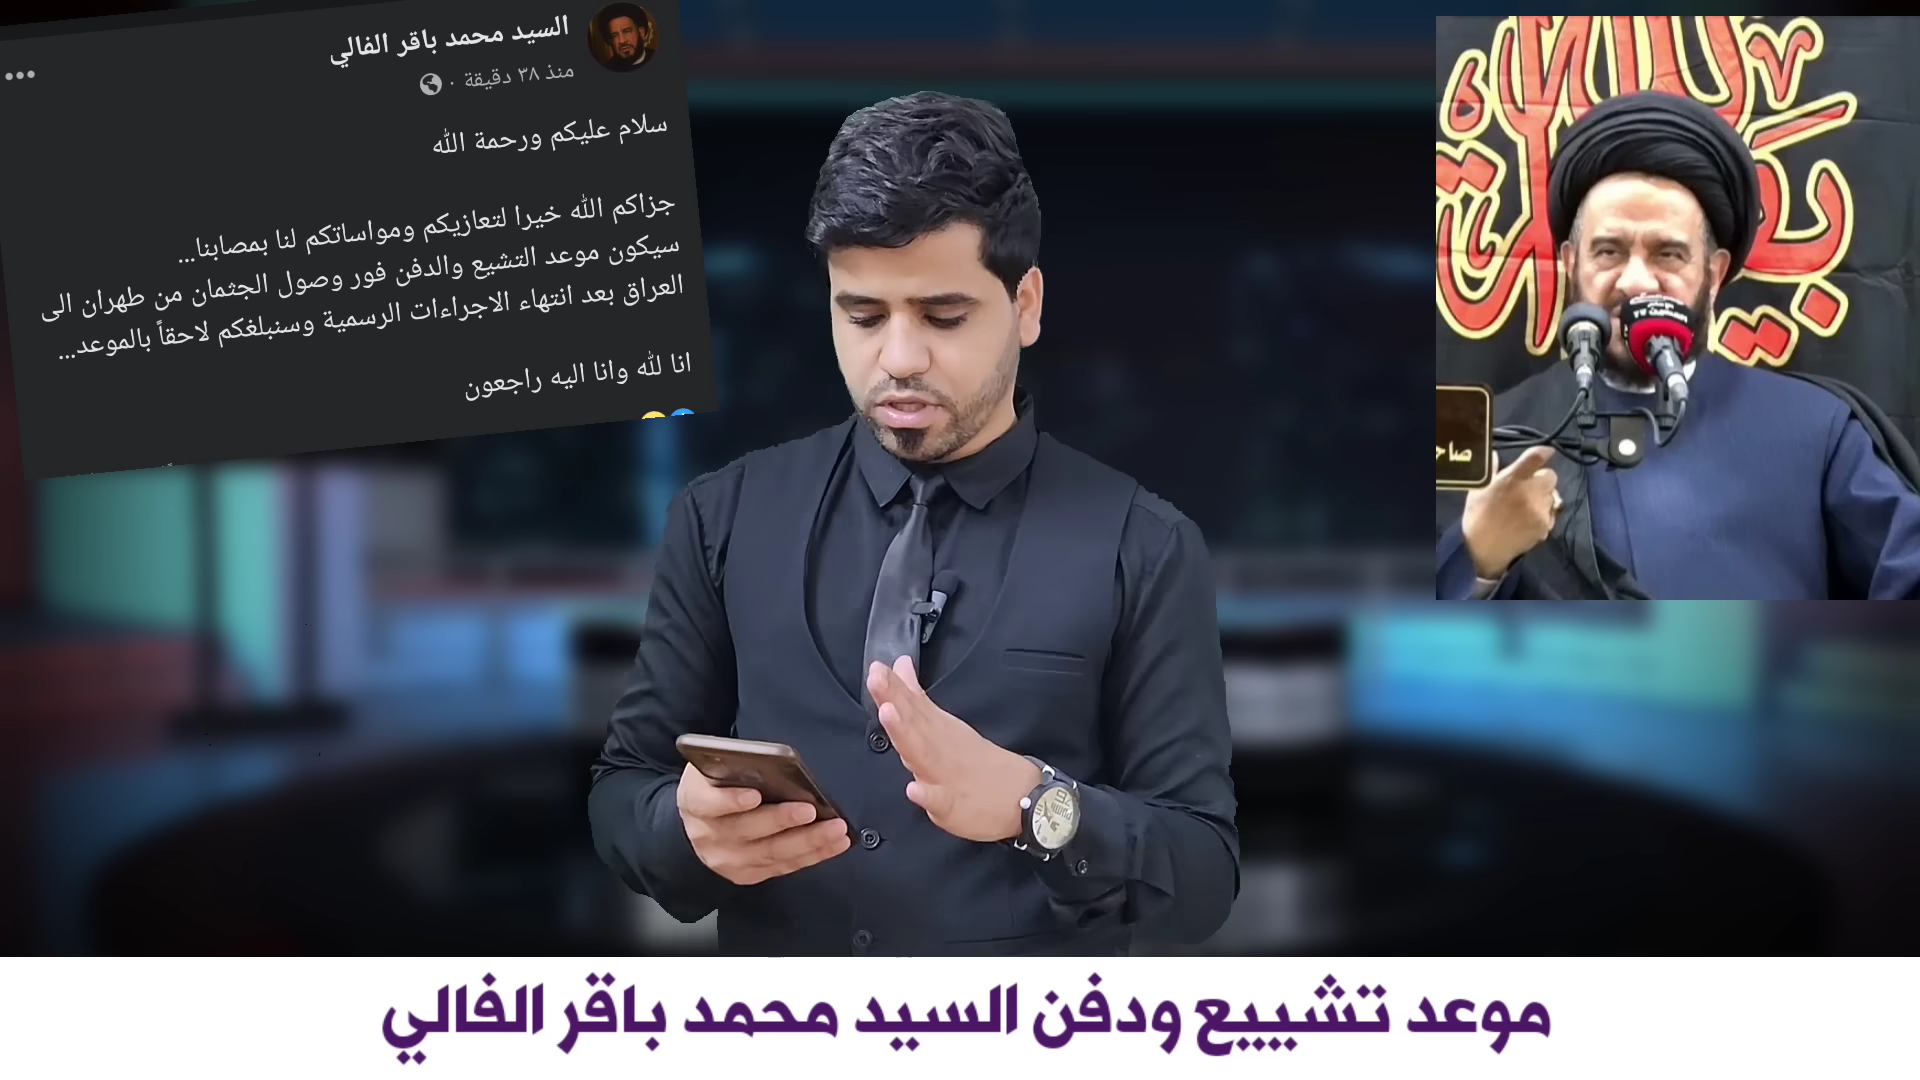 السيد محمد باقر الفالي
منذ ٣٨ دقيقة ·
سلام عليكم ورحمة الله
جزاكم الله خيرا لتعازيكم ومواساتكم لنا بمصابنا...
سيكون موعد التشيع والدفن فور وصول الجثمان من طهران الى
العراق بعد انتهاء الاجراءات الرسمية وسنبلغكم لاحقاً بالموعد...
انا لله وانا اليه راجعون
صاح
موعد تشييع ودفن السيد محمد باقر الفالي